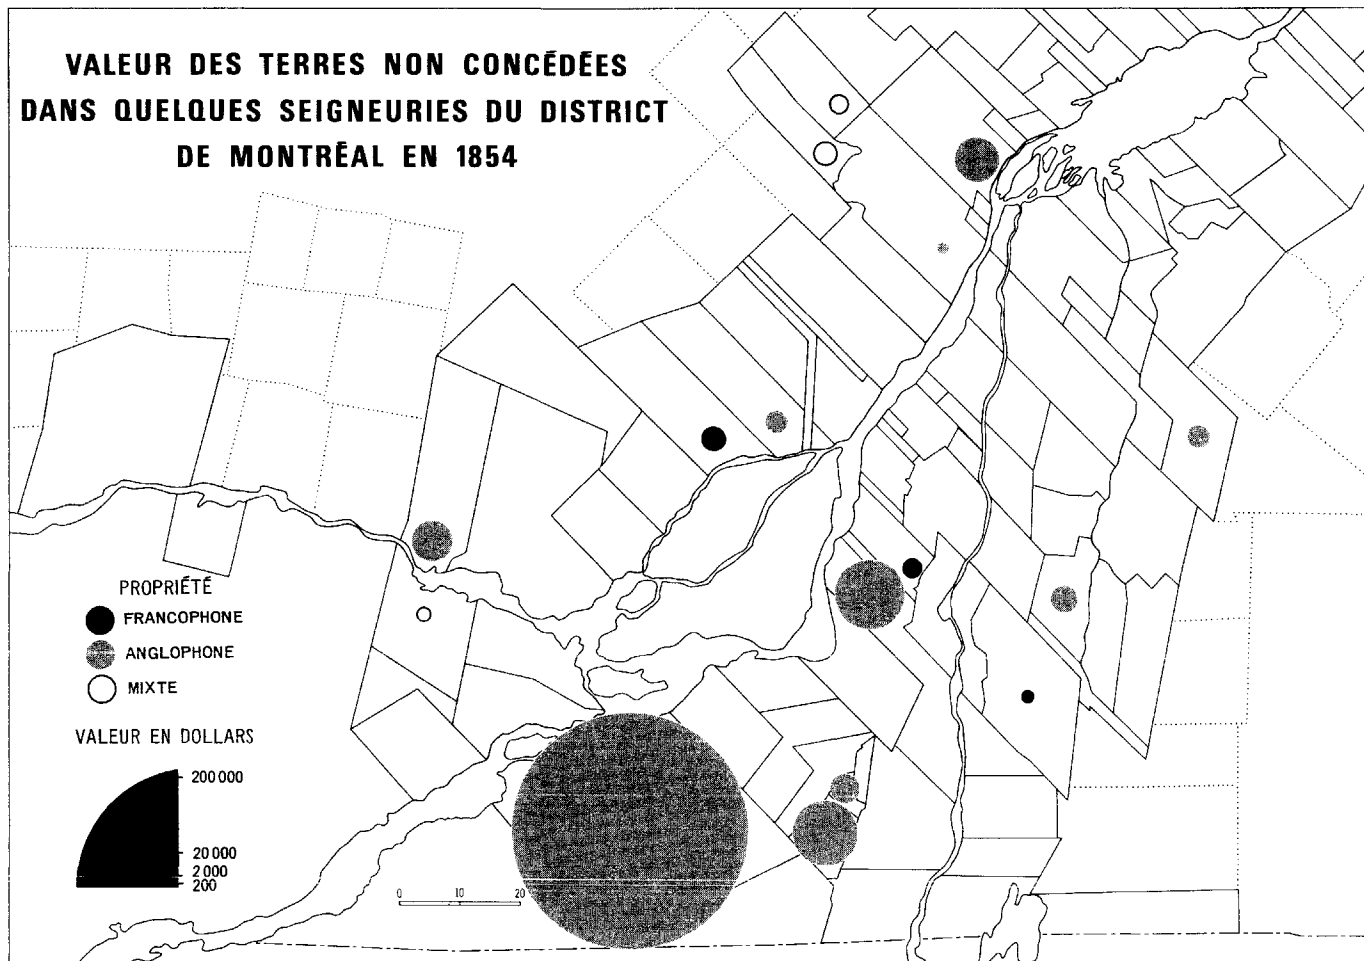 VALEUR DES TERRES NON CONCÉDÉES
DANS QUELQUES SEIGNEURIES DU DISTRICT
DE MONTRÉAL EN 1854
PROPRIÉTÉ
FRANCOPHONE
ANGLOPHONE
MIXTE
VALEUR EN DOLLARS
200 000
20 000
2 000
200
0 10 20